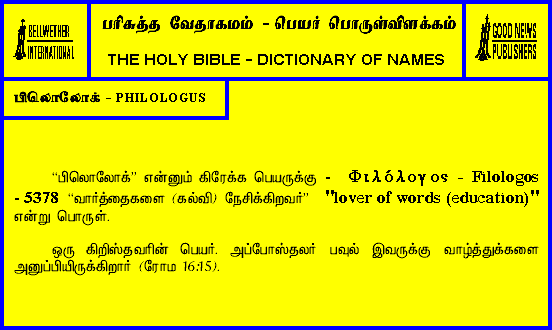 BELLWETHER
INTERNATIONAL
பரிசுத்த வேதாகமம் - பெயர் பொருள்விளக்கம்
THE HOLY BIBLE - DICTIONARY OF NAMES
GOOD NEWS
PUBLISHERS
பிலொலோக் - PHILOLOGUS
"பிலொலோக்" என்னும் கிரேக்க பெயருக்கு - Φιλόλογος - Filologos
- 5378 "வார்த்தைகளை (கல்வி) நேசிக்கிறவர்" "lover of words (education)"
என்று பொருள்.
ஒரு கிறிஸ்தவரின் பெயர். அப்போஸ்தலர் பவுல் இவருக்கு வாழ்த்துக்களை
அனுப்பியிருக்கிறார் (ரோம 16:15).